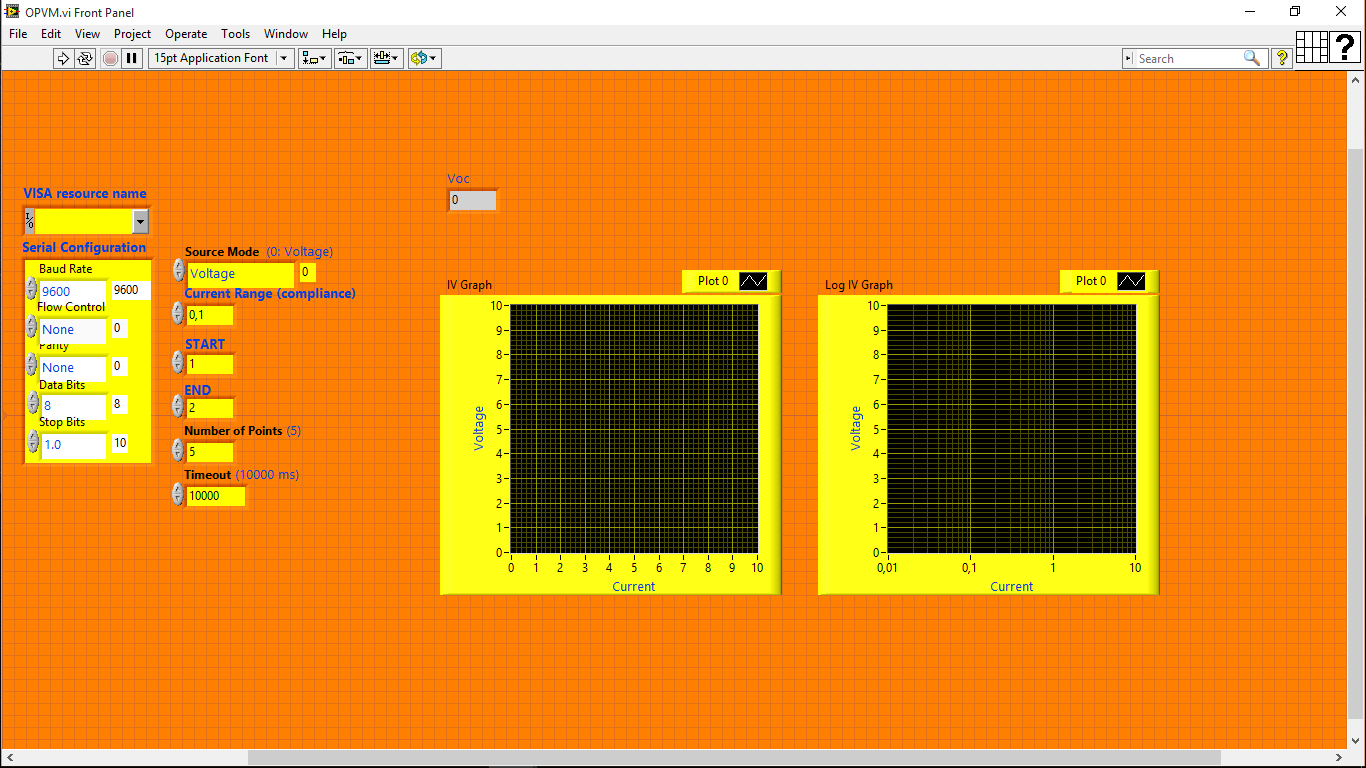 OPVM.vi Front Panel
File Edit View Project Operate Tools Window Help
15pt Application Font
Search
?
?
VISA resource name
I/O
Serial Configuration
Baud Rate
9600 9600
Flow Control
None 0
Parity
None 0
Data Bits
8 8
Stop Bits
1.0 10
Source Mode (0: Voltage)
Voltage 0
Current Range (compliance)
0,1
START
1
END
2
Number of Points (5)
5
Timeout (10000 ms)
10000
Voc
0
IV Graph
Plot 0
10
9
8
7
6
5
4
3
2
1
0
Voltage
0 1 2 3 4 5 6 7 8 9 10
Current
Log IV Graph
Plot 0
10
9
8
7
6
5
4
3
2
1
0
Voltage
0,01 0,1 1 10
Current